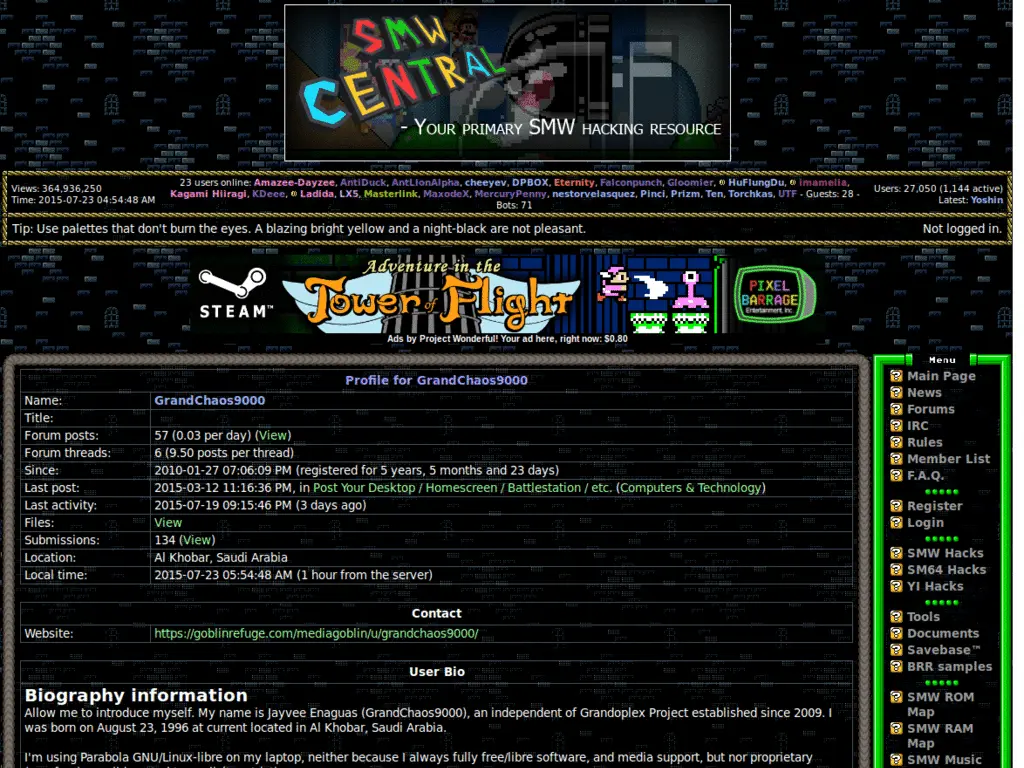 SMW
CENTRAL
- YOUR PRIMARY SMW HACKING RESOURCE
Views: 364,936,250
Time: 2015-07-23 04:54:48 AM
23 users online: Amazee-Dayzee, AntiDuck, AntLionAlpha, cheeyev, DPBOX, Eternity, Falconpunch, Gloomier, HuFlungDu, imamelia,
Kagami Hiiragi, KDeee, Ladida, LX5, Masterlink, MaxodeX, MercuryPenny, nestorvelasquez, Pinci, Prizm, Ten, Torchkas, UTF - Guests: 28 -
Bots: 71
Users: 27,050 (1,144 active)
Latest: Yoshin
Tip: Use palettes that don't burn the eyes. A blazing bright yellow and a night-black are not pleasant.
Not logged in.
STEAM™
Adventure in the
Tower of Flight
PIXEL
BARRAGE
Entertainment, Inc.
Ads by Project Wonderful! Your ad here, right now: $0.80
Profile for GrandChaos9000
Name: GrandChaos9000
Title:
Forum posts: 57 (0.03 per day) (View)
Forum threads: 6 (9.50 posts per thread)
Since: 2010-01-27 07:06:09 PM (registered for 5 years, 5 months and 23 days)
Last post: 2015-03-12 11:16:36 PM, in Post Your Desktop / Homescreen / Battlestation / etc. (Computers & Technology)
Last activity: 2015-07-19 09:15:46 PM (3 days ago)
Files: View
Submissions: 134 (View)
Location: Al Khobar, Saudi Arabia
Local time: 2015-07-23 05:54:48 AM (1 hour from the server)
Contact
Website: https://goblinrefuge.com/mediagoblin/u/grandchaos9000/
User Bio
Biography information
Allow me to introduce myself. My name is Jayvee Enaguas (GrandChaos9000), an independent of Grandoplex Project established since 2009. I
was born on August 23, 1996 at current located in Al Khobar, Saudi Arabia.
I'm using Parabola GNU/Linux-libre on my laptop, neither because I always fully free/libre software, and media support, but nor proprietary
Menu
Main Page
News
Forums
IRC
Rules
Member List
F.A.Q.
Register
Login
SMW Hacks
SM64 Hacks
YI Hacks
Tools
Documents
Savebase™
BRR samples
SMW ROM
Map
SMW RAM
Map
SMW Music